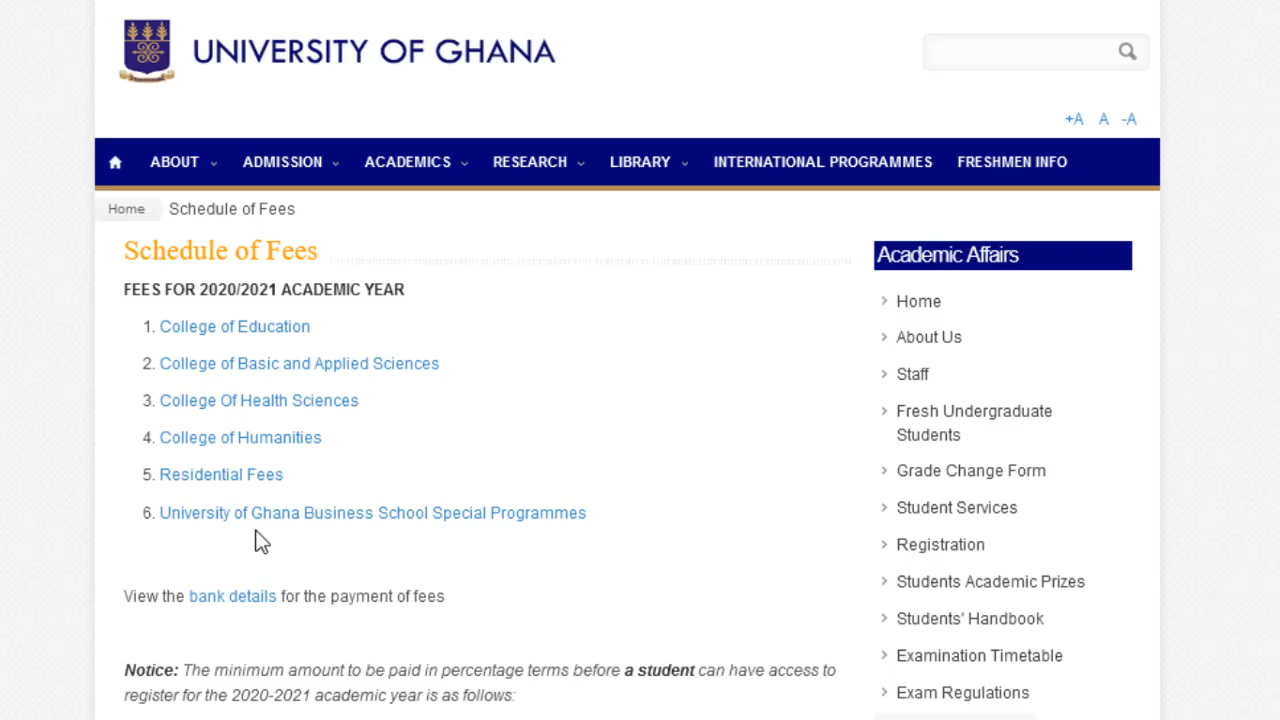 UNIVERSITY OF GHANA
+A A -A
ABOUT ADMISSION ACADEMICS RESEARCH LIBRARY INTERNATIONAL PROGRAMMES FRESHMEN INFO
Home Schedule of Fees
Schedule of Fees
FEES FOR 2020/2021 ACADEMIC YEAR
1. College of Education
2. College of Basic and Applied Sciences
3. College Of Health Sciences
4. College of Humanities
5. Residential Fees
6. University of Ghana Business School Special Programmes
View the bank details for the payment of fees
Notice: The minimum amount to be paid in percentage terms before a student can have access to
register for the 2020-2021 academic year is as follows:
Academic Affairs
Home
About Us
Staff
Fresh Undergraduate
Students
Grade Change Form
Student Services
Registration
Students Academic Prizes
Students' Handbook
Examination Timetable
Exam Regulations